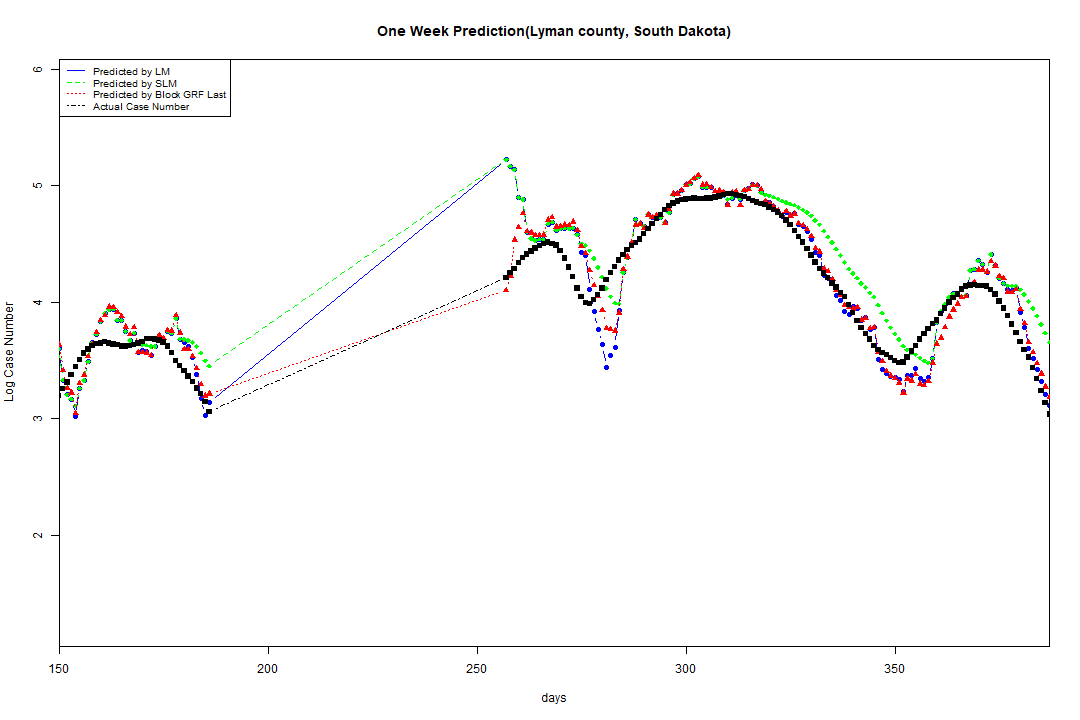 One Week Prediction(Lyman county, South Dakota)
Predicted by LM
Predicted by SLM
Predicted by Block GRF Last
Actual Case Number
6
5
4
3
2
Log Case Number
150 200 250 300 350
days